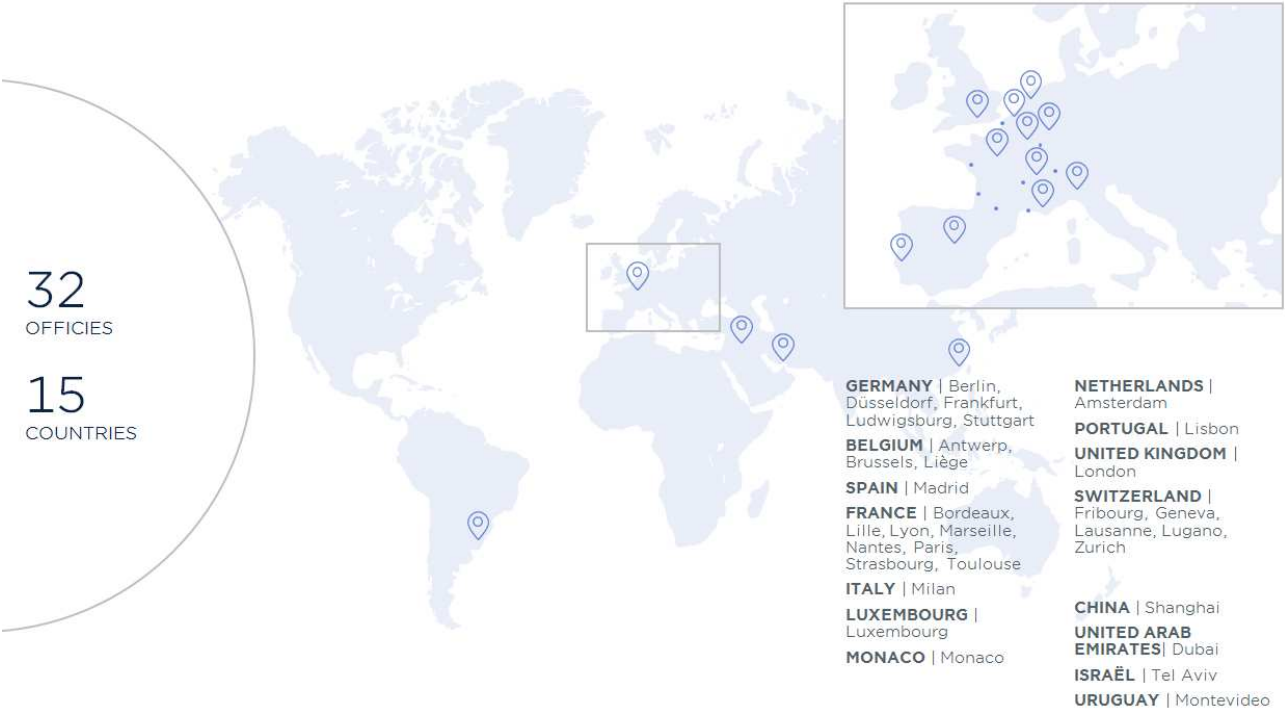 32
OFFICIES
15
COUNTRIES
GERMANY | Berlin,
Düsseldorf, Frankfurt,
Ludwigsburg, Stuttgart
BELGIUM | Antwerp,
Brussels, Liège
SPAIN | Madrid
FRANCE | Bordeaux,
Lille, Lyon, Marseille,
Nantes, Paris,
Strasbourg, Toulouse
ITALY | Milan
LUXEMBOURG |
Luxembourg
MONACO | Monaco
NETHERLANDS |
Amsterdam
PORTUGAL | Lisbon
UNITED KINGDOM |
London
SWITZERLAND |
Fribourg, Geneva,
Lausanne, Lugano,
Zurich
CHINA | Shanghai
UNITED ARAB
EMIRATES| Dubai
ISRAËL | Tel Aviv
URUGUAY | Montevideo